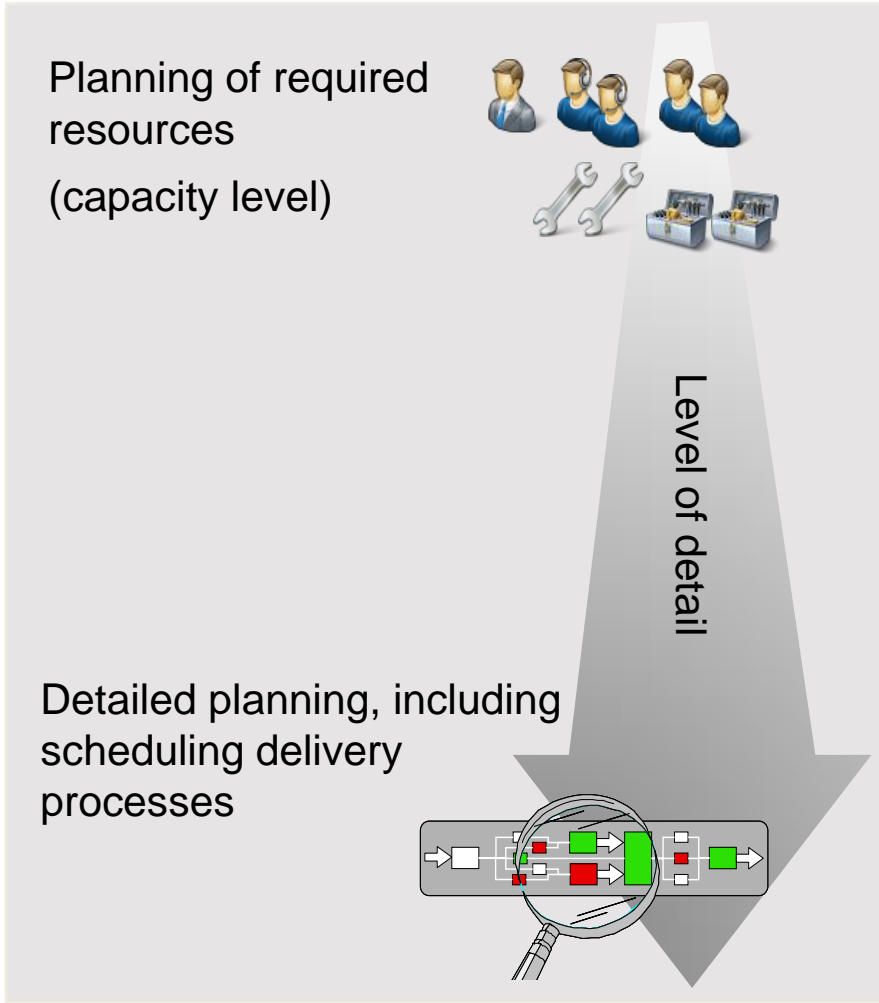 Planning of required
resources
(capacity level)
Level of detail
Detailed planning, including
scheduling delivery
processes